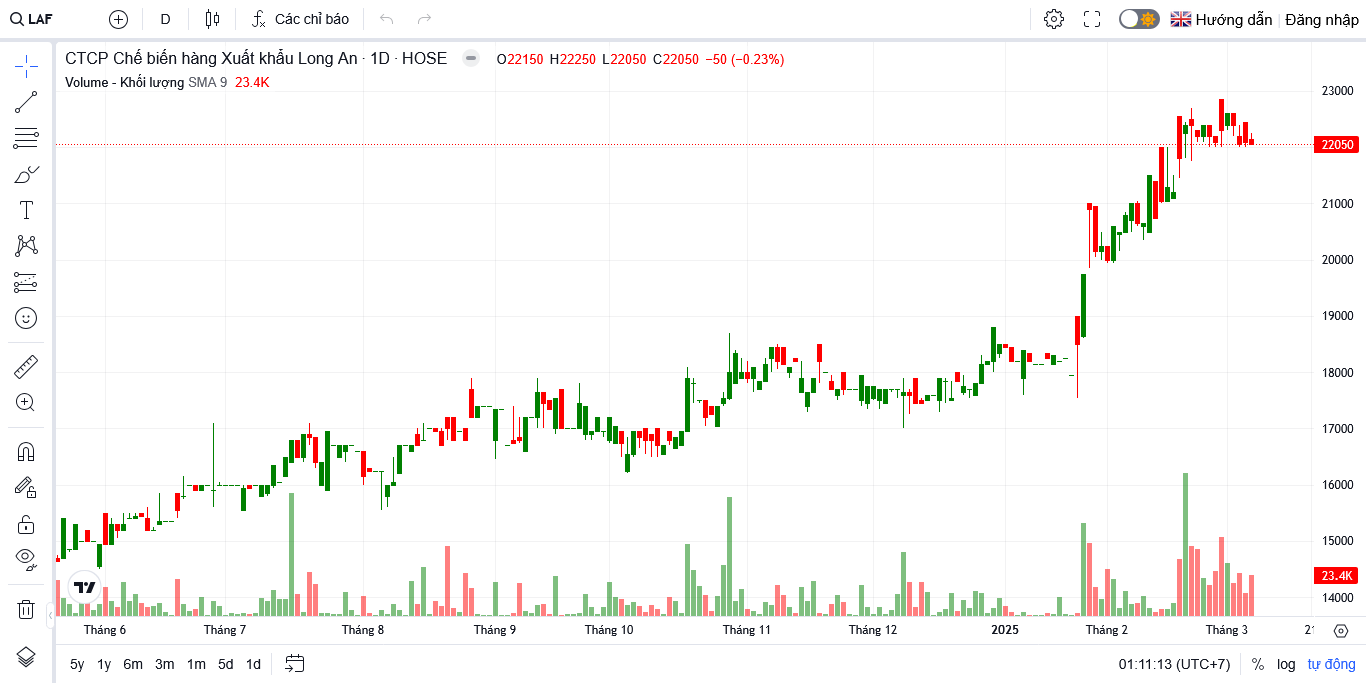 LAF D Các chỉ báo Hướng dẫn Đăng nhập
CTCP Chế biến hàng Xuất khẩu Long An · 1D · HOSE O22150 H22250 L22050 C22050 −50 (−0.23%)
Volume - Khối lượng SMA 9 23.4K
23000
22050
21000
20000
19000
18000
17000
16000
15000
23.4K
14000
Tháng 6 Tháng 7 Tháng 8 Tháng 9 Tháng 10 Tháng 11 Tháng 12 2025 Tháng 2 Tháng 3
5y 1y 6m 3m 1m 5d 1d 01:11:13 (UTC+7) % log tự động